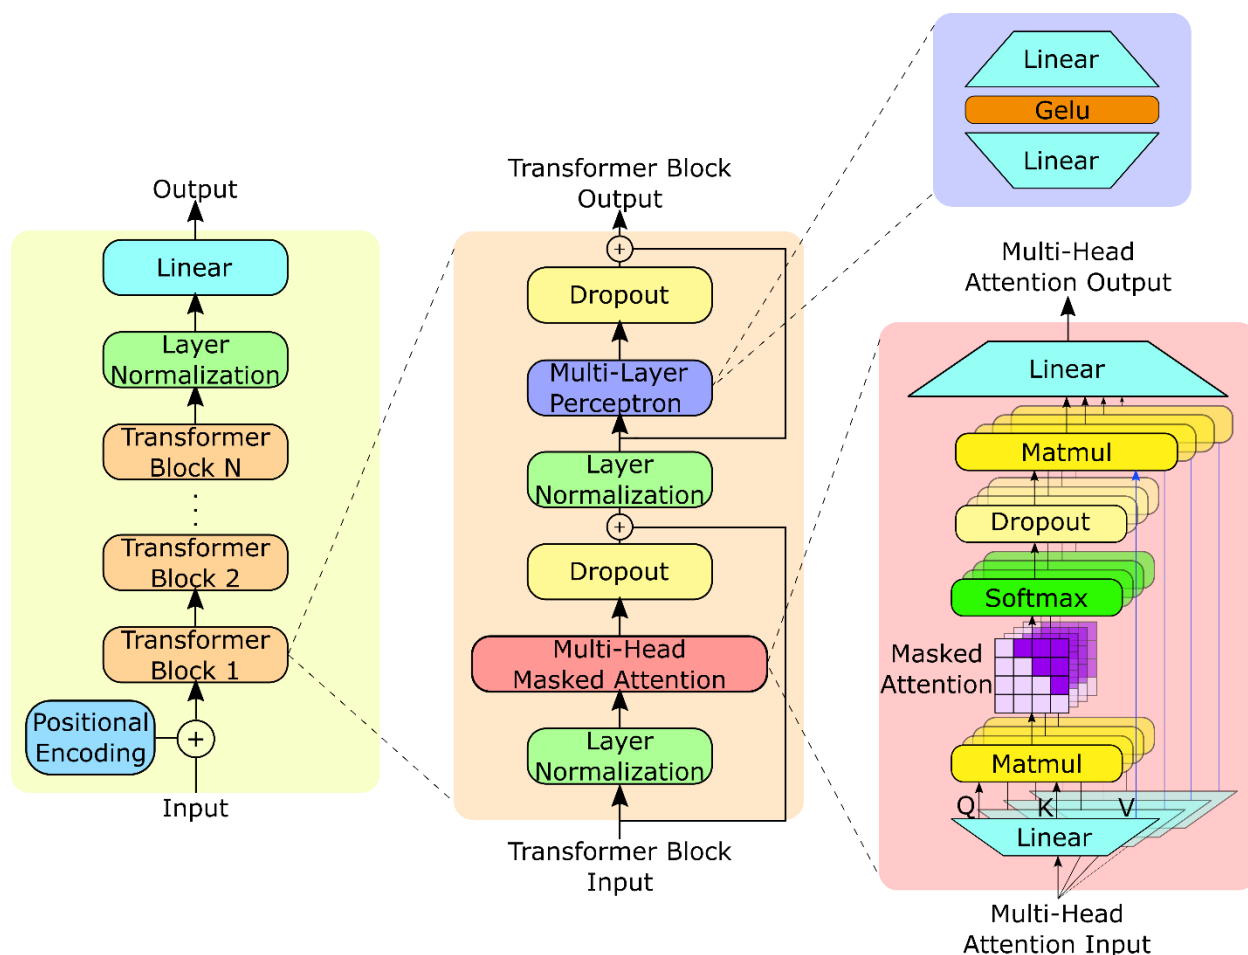 Output
Linear
Layer
Normalization
Transformer
Block N
Transformer
Block 2
Transformer
Block 1
Positional
Encoding
+
Input
Transformer Block
Output
+
Dropout
Multi-Layer
Perceptron
Layer
Normalization
+
Dropout
Multi-Head
Masked Attention
Layer
Normalization
Transformer Block
Input
Linear
Gelu
Linear
Multi-Head
Attention Output
Linear
Matmul
Dropout
Softmax
Masked
Attention
Matmul
Q K V
Linear
Multi-Head
Attention Input